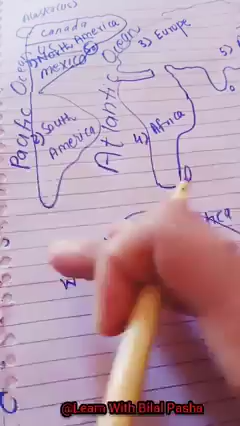 Canada
U.S
1) North America
Mexico
Pacific Ocean
2) South
America
Atlantic Ocean
3) Europe
4) Africa
5)
@Learn With Bilal Pasha